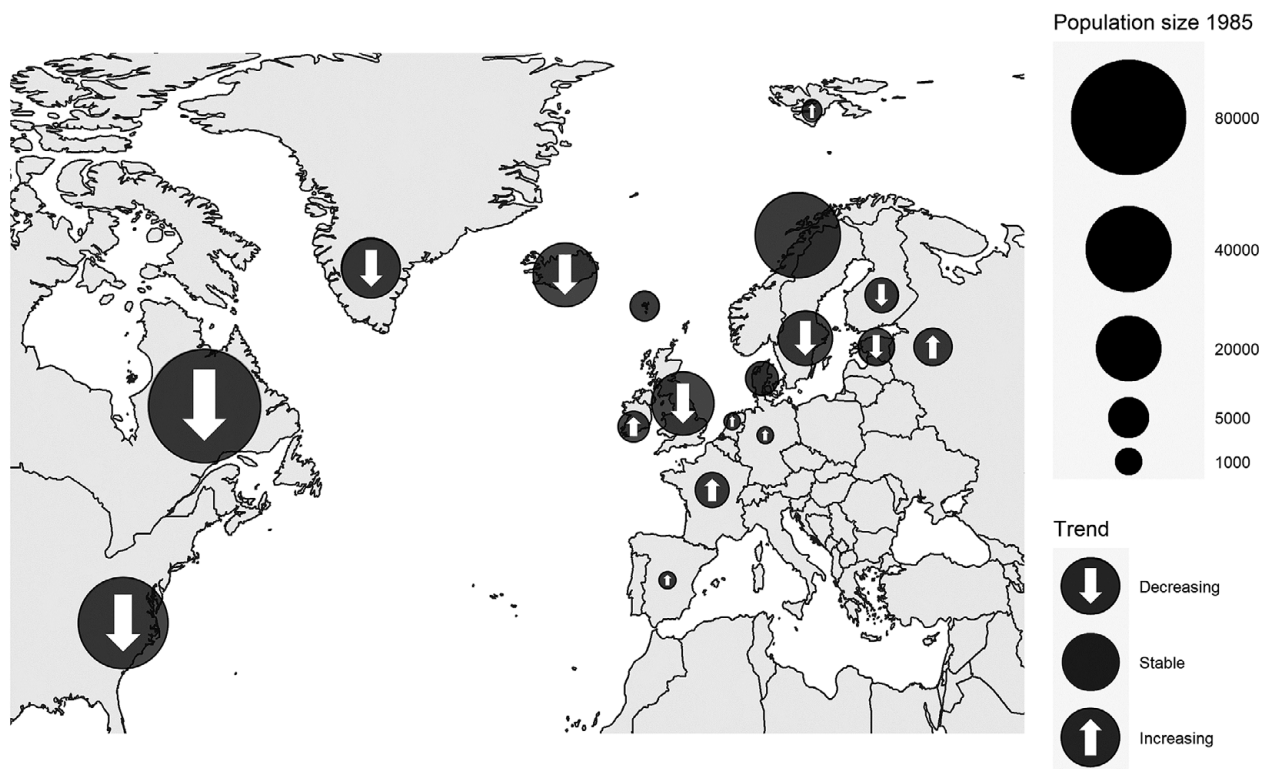 Population size 1985
80000
40000
20000
5000
1000
Trend
Decreasing
Stable
Increasing